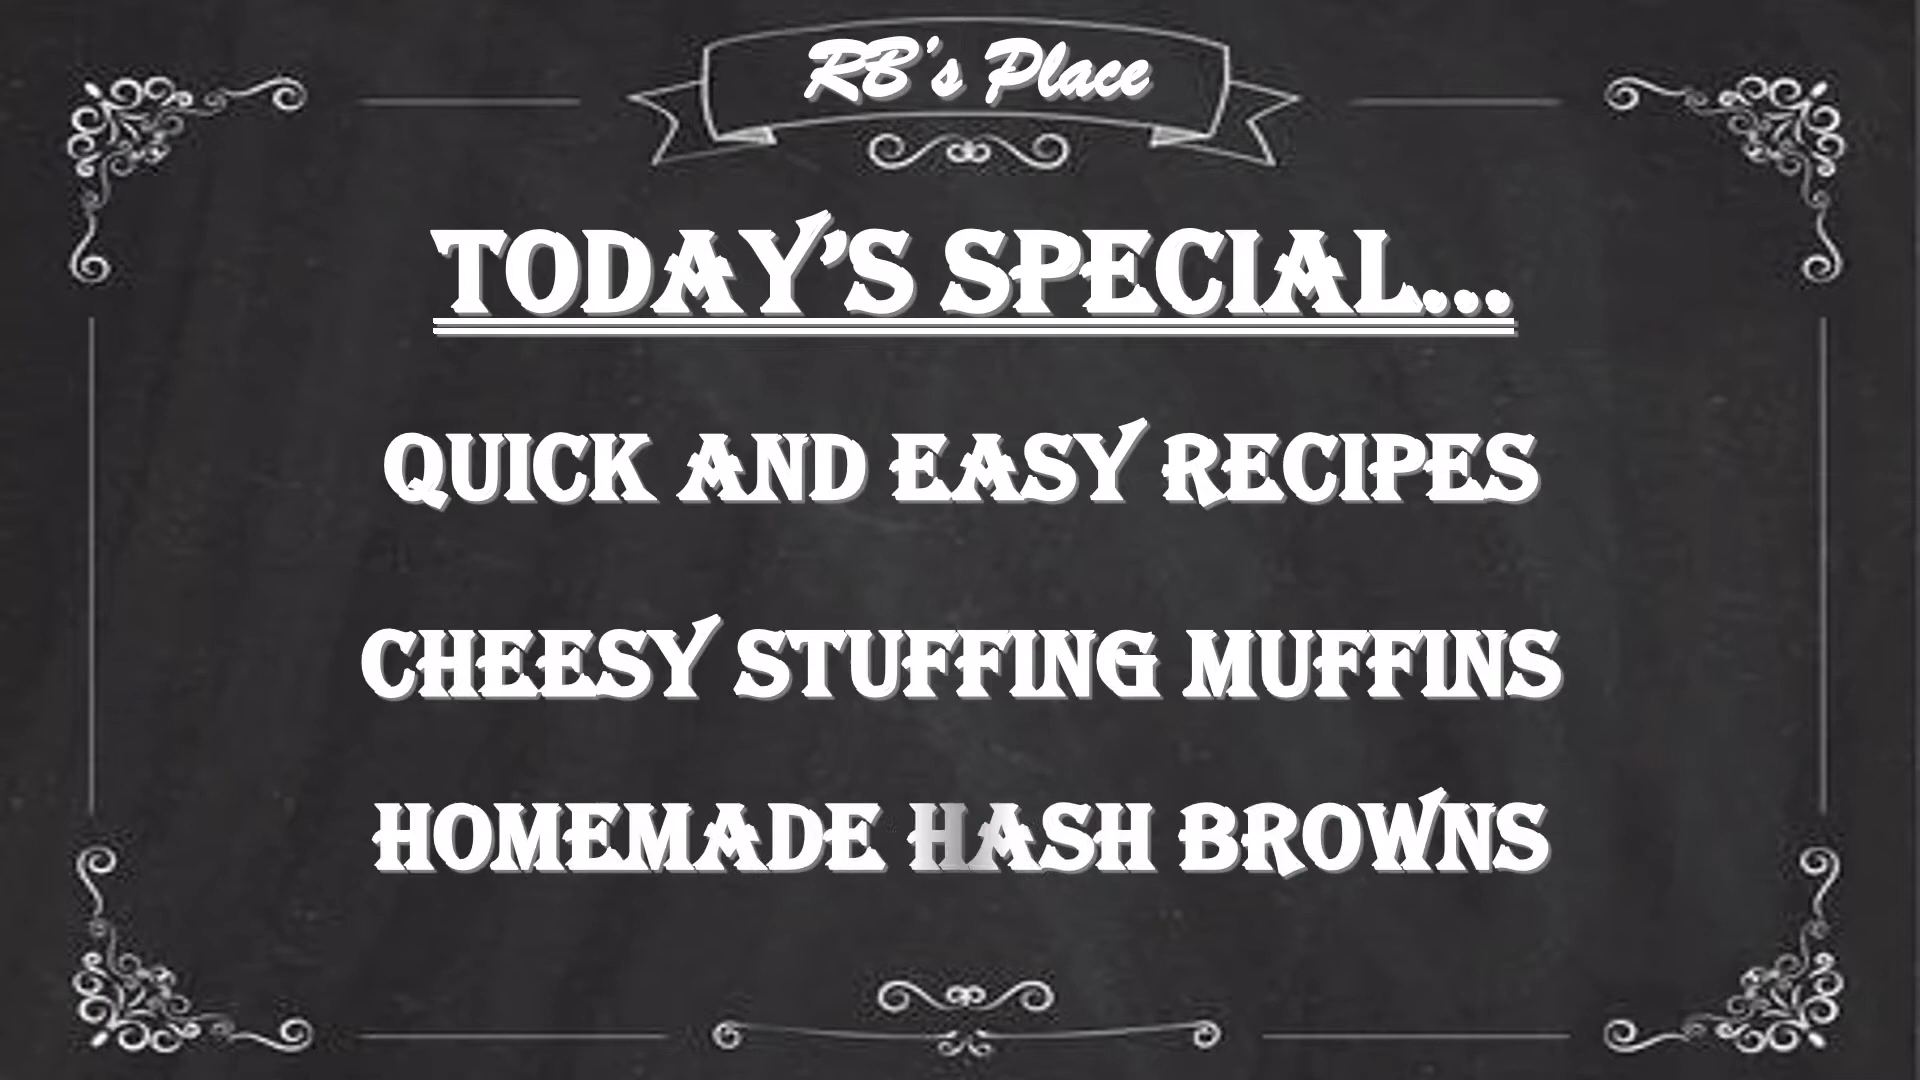 RB's Place
TODAY'S SPECIAL...
QUICK AND EASY RECIPES
CHEESY STUFFING MUFFINS
HOMEMADE HASH BROWNS